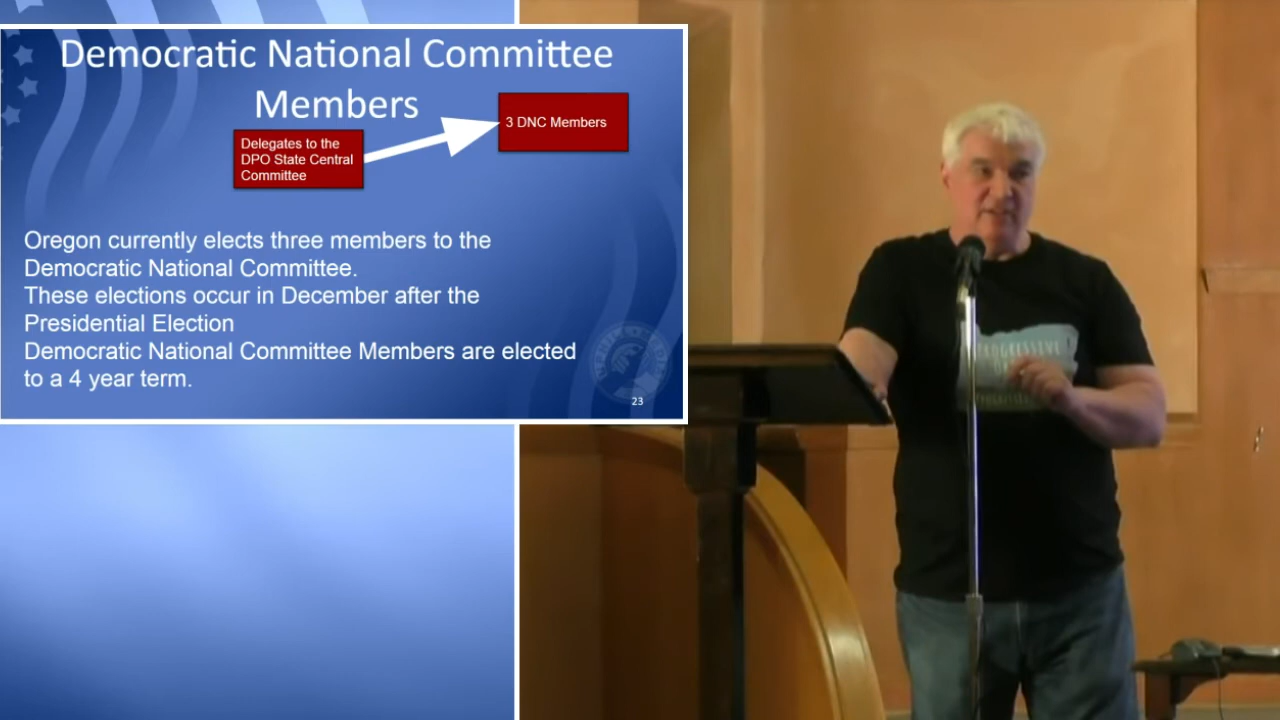 Democratic National Committee
Members
Delegates to the
DPO State Central
Committee
3 DNC Members
Oregon currently elects three members to the
Democratic National Committee.
These elections occur in December after the
Presidential Election
Democratic National Committee Members are elected
to a 4 year term.
23
PROGRESSIVE